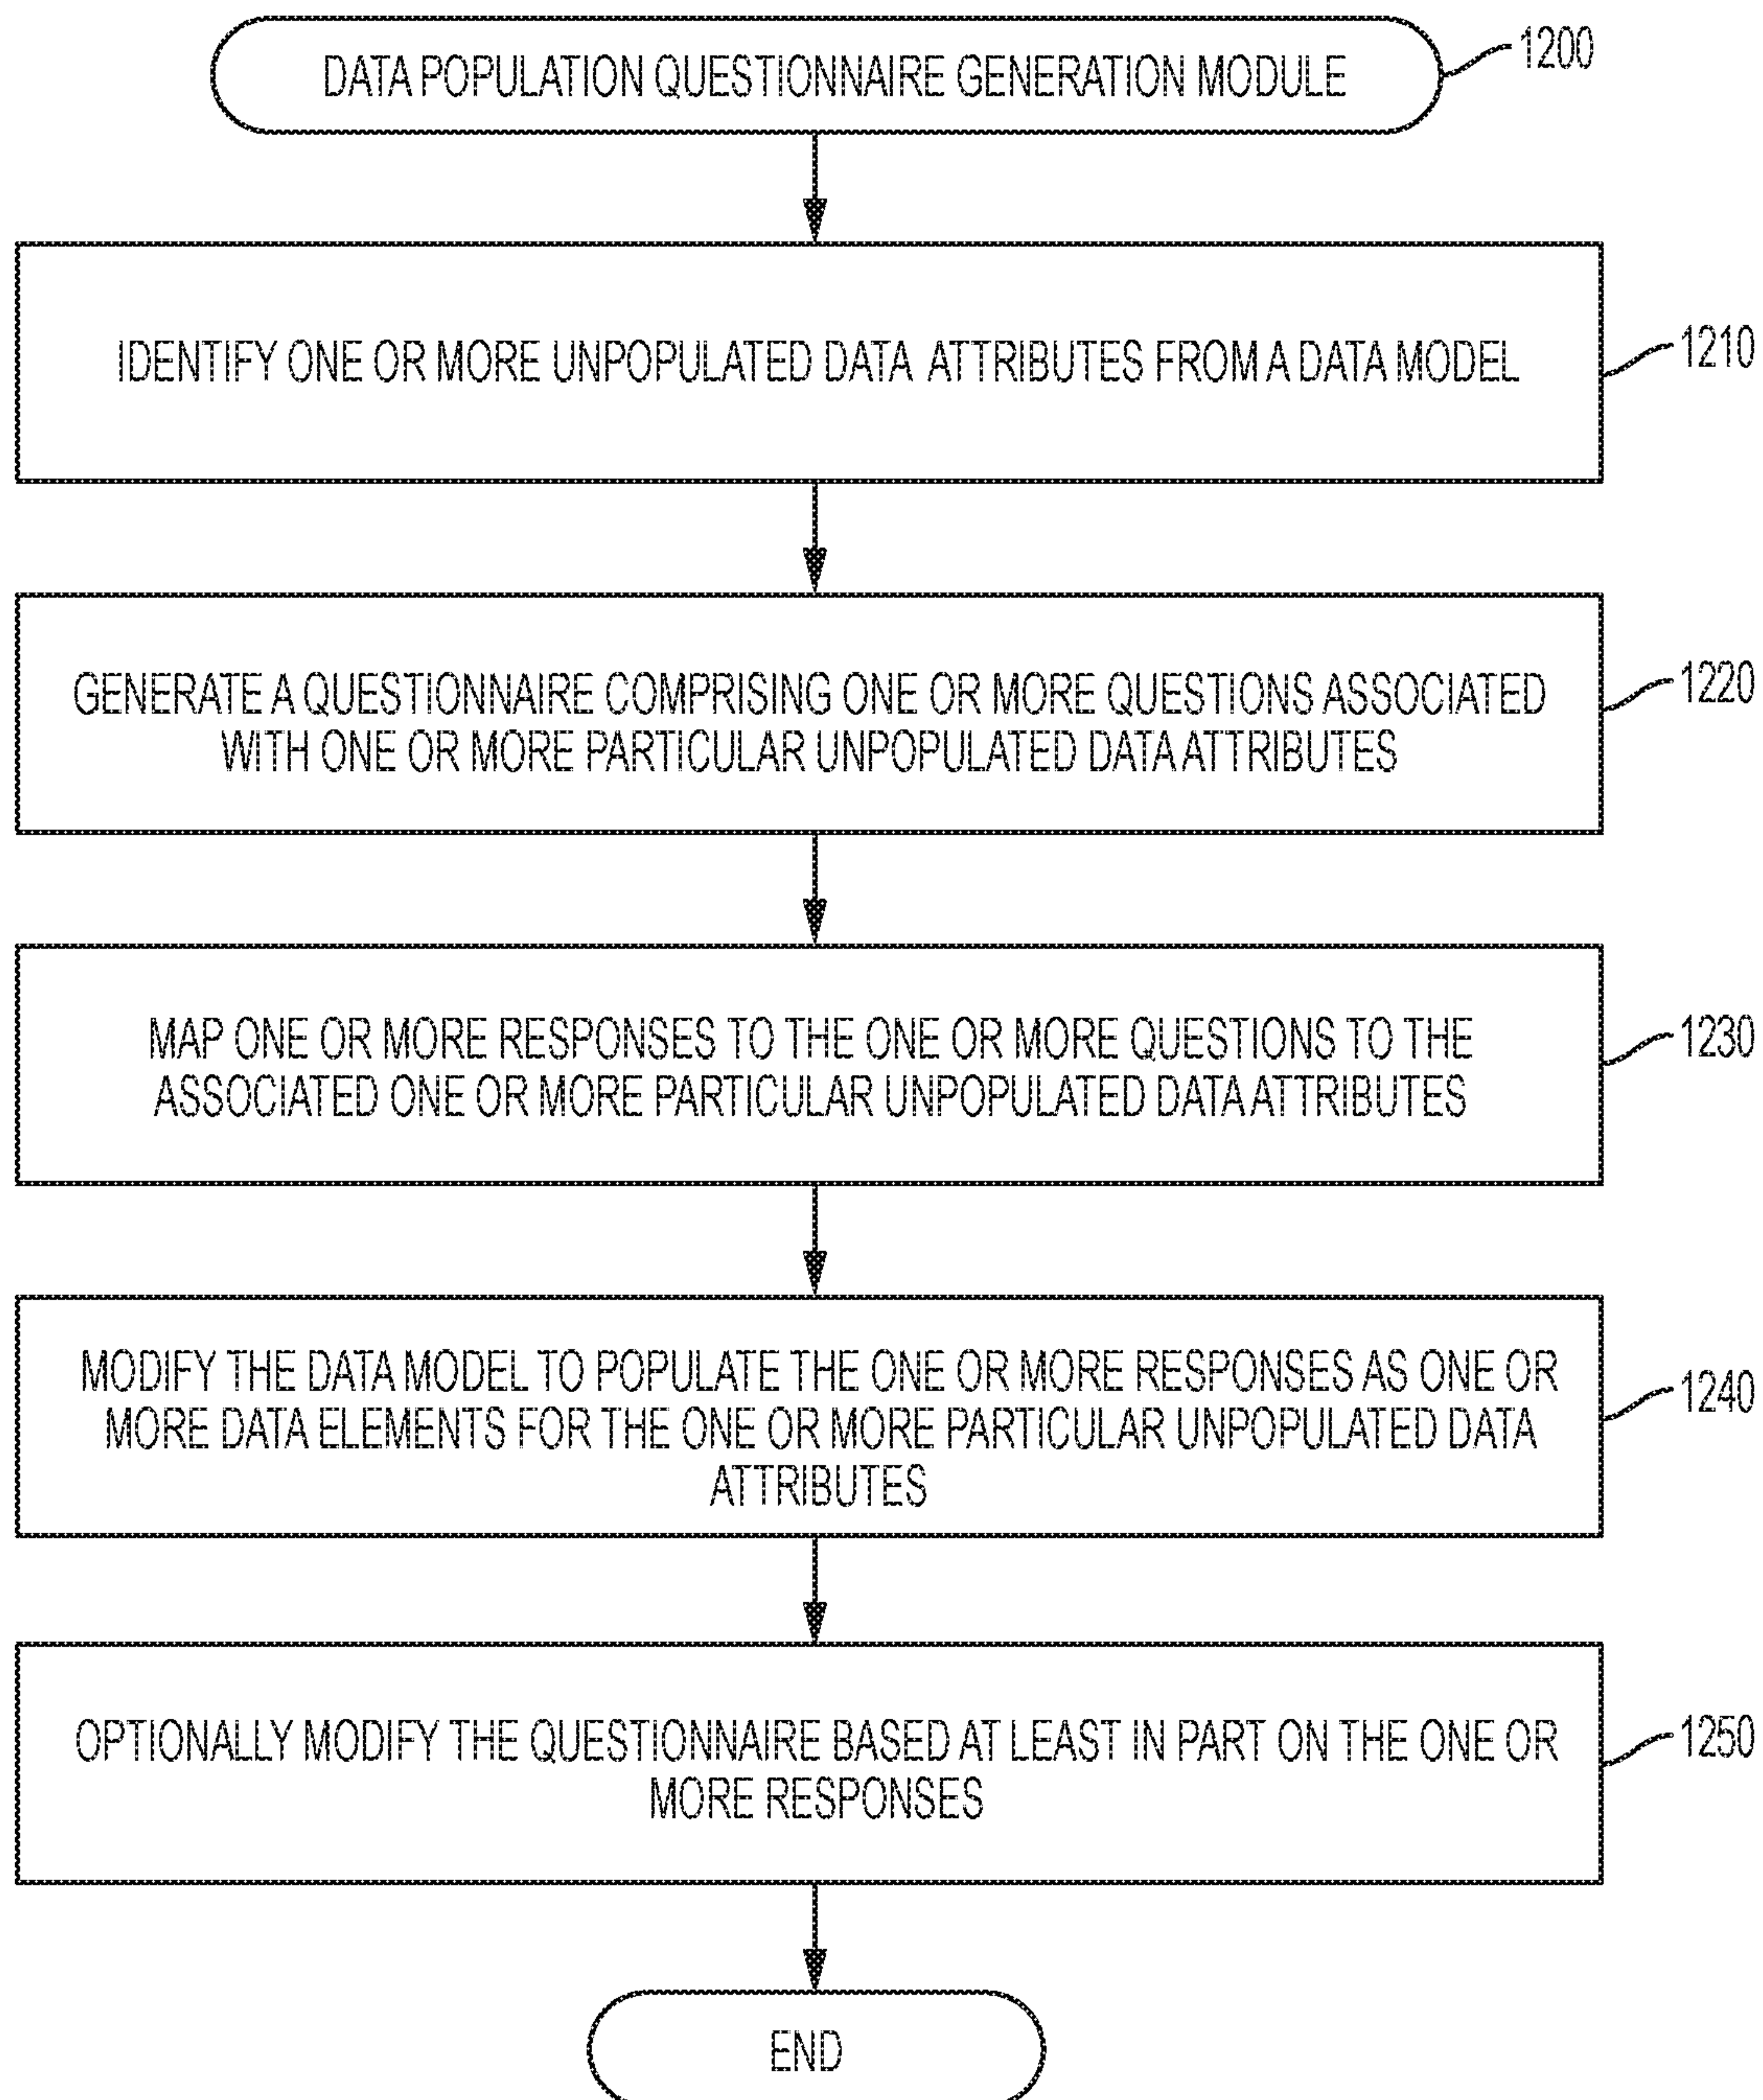 DATA POPULATION QUESTIONNAIRE GENERATION MODULE
1200
IDENTIFY ONE OR MORE UNPOPULATED DATA ATTRIBUTES FROM A DATA MODEL
1210
GENERATE A QUESTIONNAIRE COMPRISING ONE OR MORE QUESTIONS ASSOCIATED
WITH ONE OR MORE PARTICULAR UNPOPULATED DATA ATTRIBUTES
1220
MAP ONE OR MORE RESPONSES TO THE ONE OR MORE QUESTIONS TO THE
ASSOCIATED ONE OR MORE PARTICULAR UNPOPULATED DATA ATTRIBUTES
1230
MODIFY THE DATA MODEL TO POPULATE THE ONE OR MORE RESPONSES AS ONE OR
MORE DATA ELEMENTS FOR THE ONE OR MORE PARTICULAR UNPOPULATED DATA
ATTRIBUTES
1240
OPTIONALLY MODIFY THE QUESTIONNAIRE BASED AT LEAST IN PART ON THE ONE OR
MORE RESPONSES
1250
END